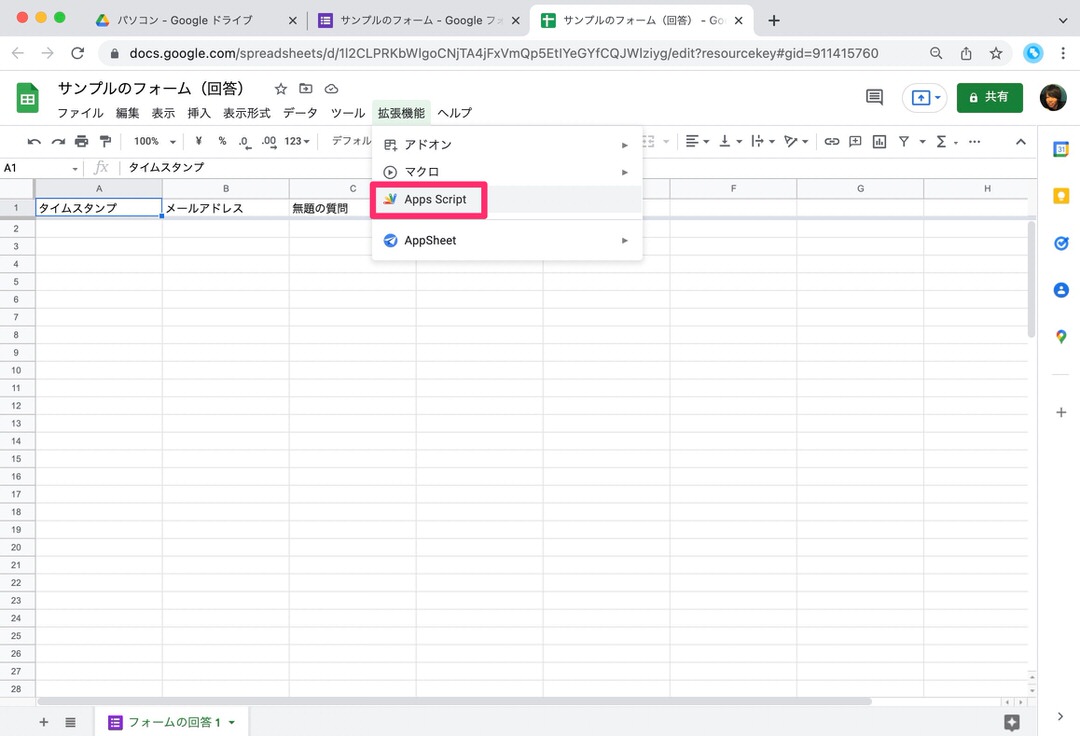 パソコン - Google ドライブ
サンプルのフォーム - Google フォ
サンプルのフォーム（回答） - Go
docs.google.com/spreadsheets/d/1l2CLPRKbWlgoCNjTA4jFxVmQp5EtlYeGYfCQJWlziyg/edit?resourcekey#gid=911415760
サンプルのフォーム（回答）
ファイル 編集 表示 挿入 表示形式 データ ツール 拡張機能 ヘルプ
共有
100% ¥ % .0 .00 123 デフォル
A1 fx タイムスタンプ
アドオン
マクロ
Apps Script
AppSheet
A B C F G H
1 タイムスタンプ メールアドレス 無題の質問
2
3
4
5
6
7
8
9
10
11
12
13
14
15
16
17
18
19
20
21
22
23
24
25
26
27
28
31
フォームの回答 1